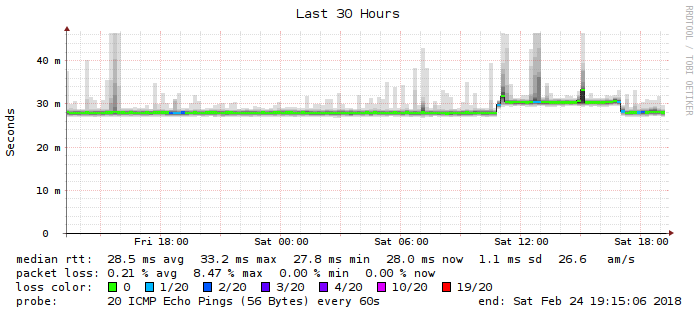 Last 30 Hours
RRDTOOL / TOBI OETIKER
Seconds
40 m
30 m
20 m
10 m
0
Fri 18:00 Sat 00:00 Sat 06:00 Sat 12:00 Sat 18:00
median rtt: 28.5 ms avg 33.2 ms max 27.8 ms min 28.0 ms now 1.1 ms sd 26.6 am/s
packet loss: 0.21 % avg 8.47 % max 0.00 % min 0.00 % now
loss color: 0 1/20 2/20 3/20 4/20 10/20 19/20
probe: 20 ICMP Echo Pings (56 Bytes) every 60s end: Sat Feb 24 19:15:06 2018